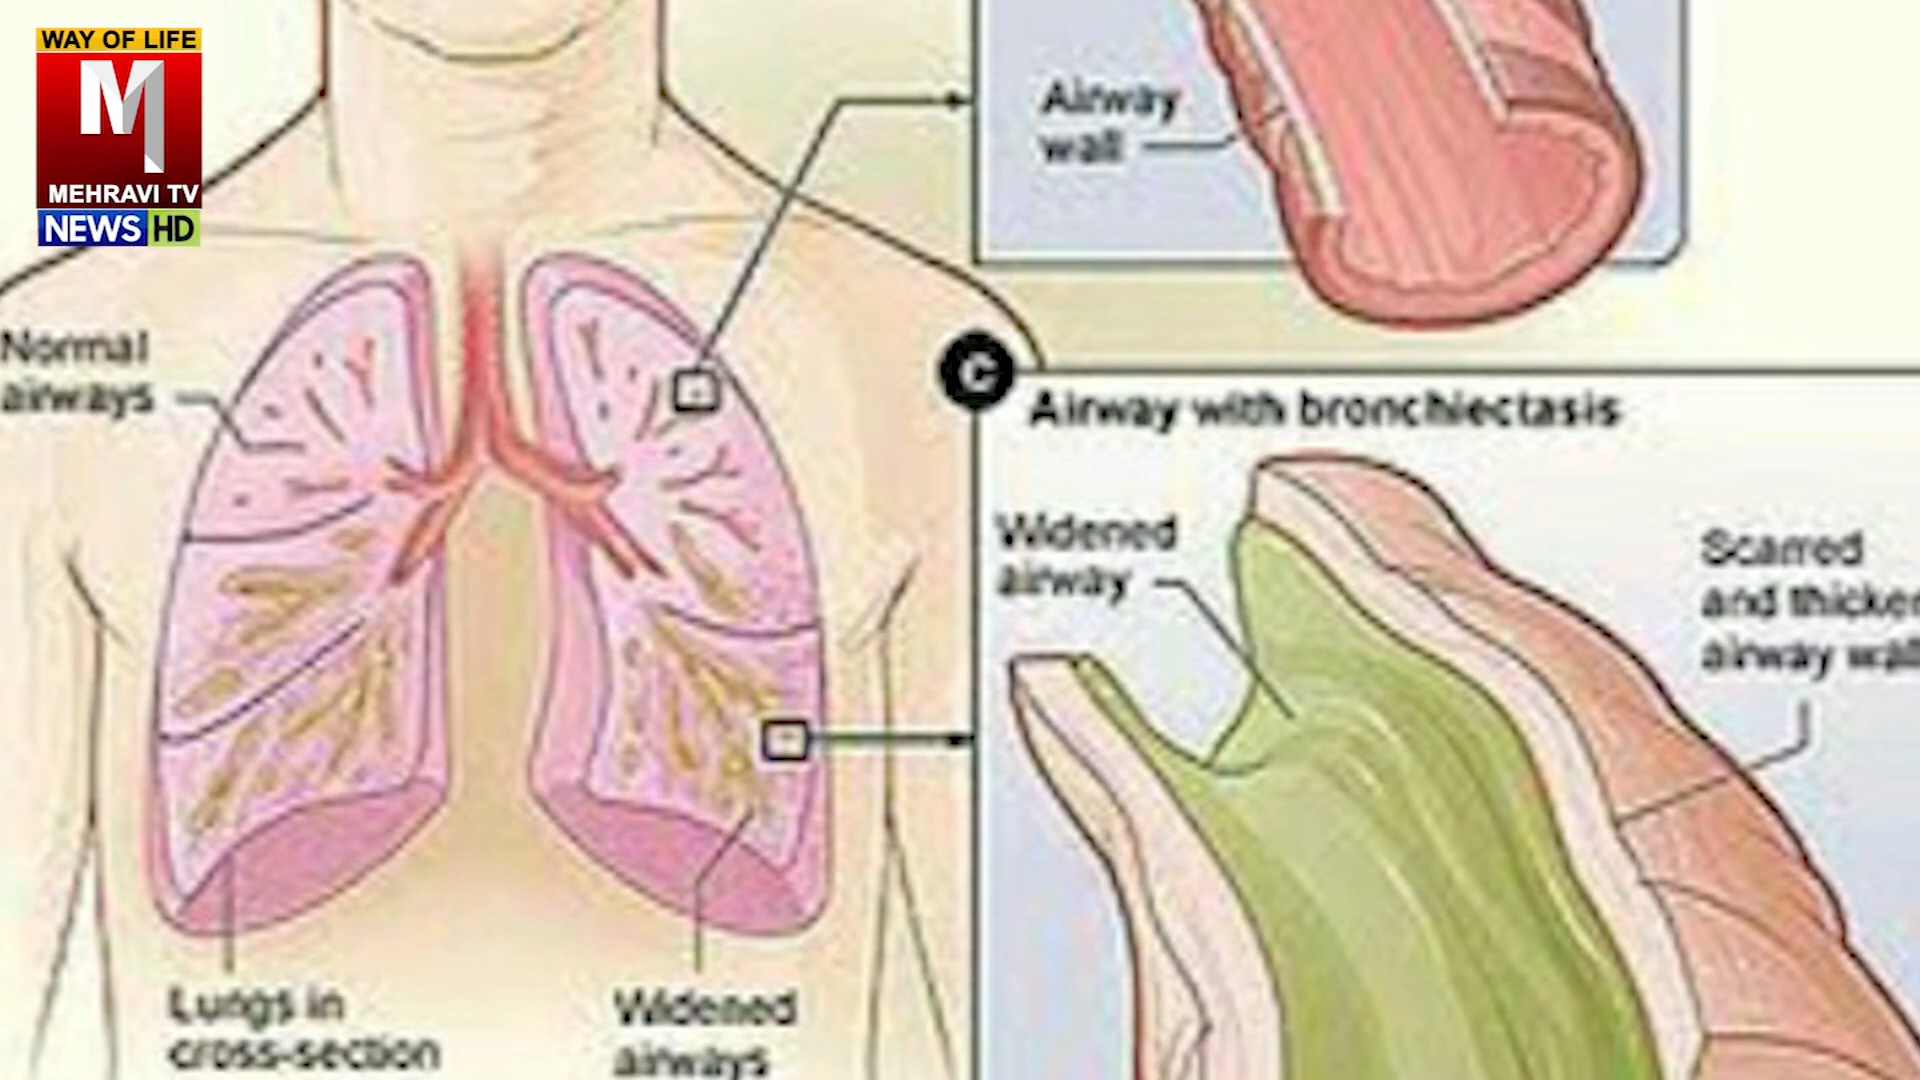 WAY OF LIFE
M
MEHRAVI TV
NEWS HD
Airway
wall
Normal
airways
C
Airway with bronchiectasis
Widened
airway
Scarred
and thicken
airway wall
Lungs in
cross-section
Widened
airways